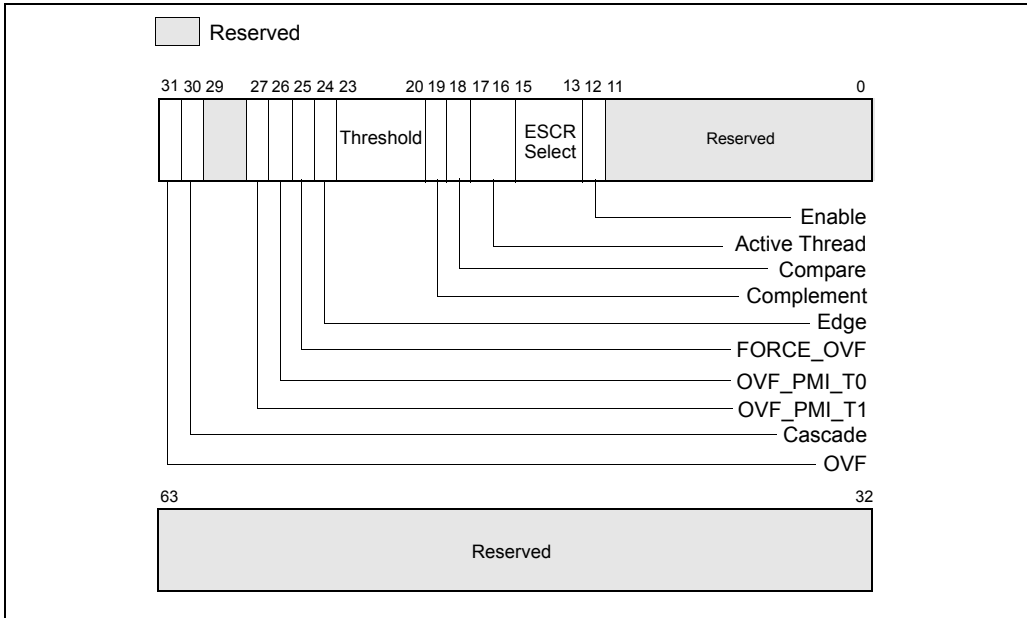 Reserved
31 30 29 27 26 25 24 23 20 19 18 17 16 15 13 12 11 0
Threshold
ESCR
Select
Reserved
Enable
Active Thread
Compare
Complement
Edge
FORCE_OVF
OVF_PMI_T0
OVF_PMI_T1
Cascade
OVF
63 32
Reserved